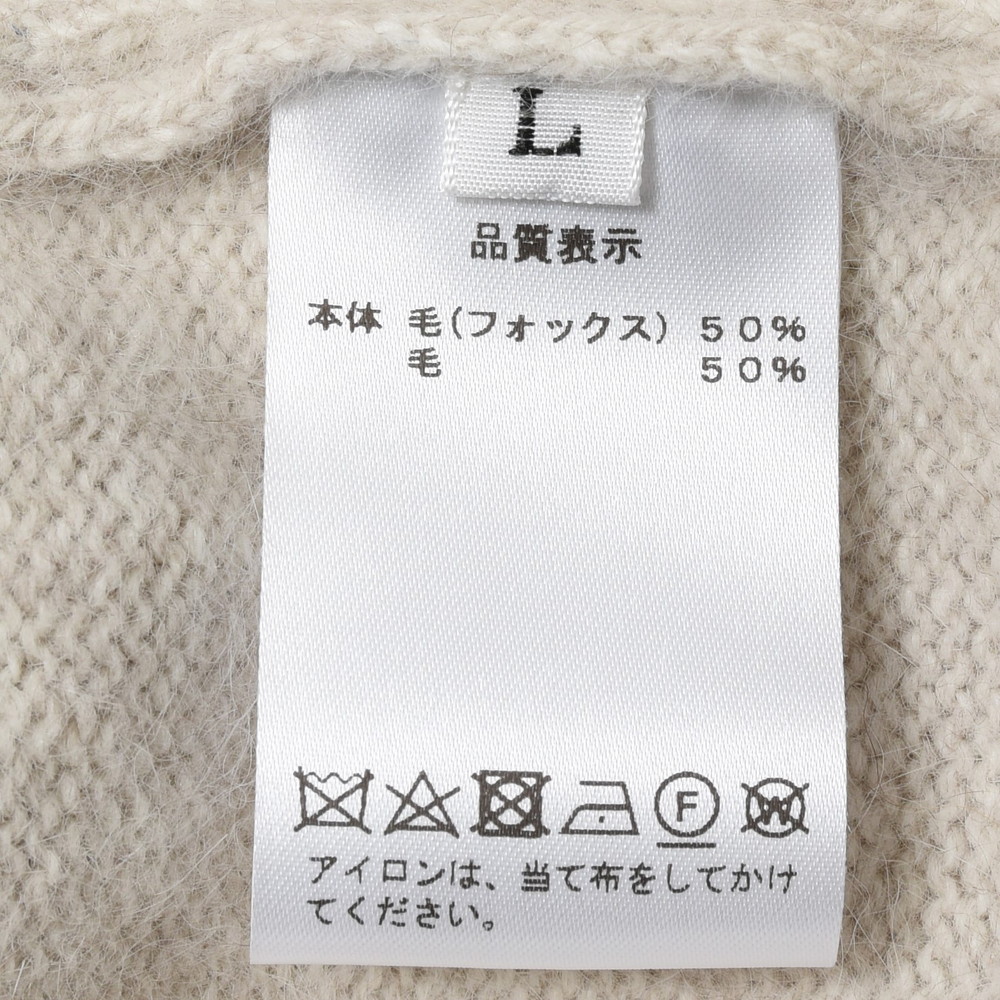 L
品質表示
本体 毛(フォックス) 50%
毛 50%
F W
アイロンは、当て布をしてかけ
てください。